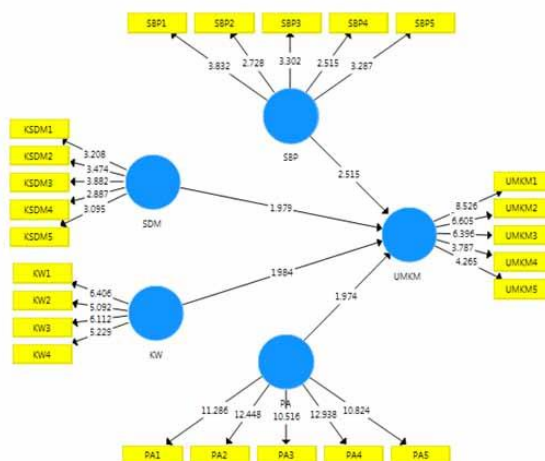 SBP1 SBP2 SBP3 SBP4 SBP5
3.832 2.728 3.302 2.515 3.287
SBP
2.515
KSDM1
KSDM2
KSDM3
KSDM4
KSDM5
3.208
3.474
3.882
2.887
3.095
SDM
1.979
UMKM1
UMKM2
UMKM3
UMKM4
UMKM5
8.526
6.605
6.396
3.787
4.265
UMKM
KW1
KW2
KW3
KW4
6.406
5.092
6.112
5.229
KW
1.984
1.974
PA
11.286 12.448 10.516 12.938 10.824
PA1 PA2 PA3 PA4 PA5